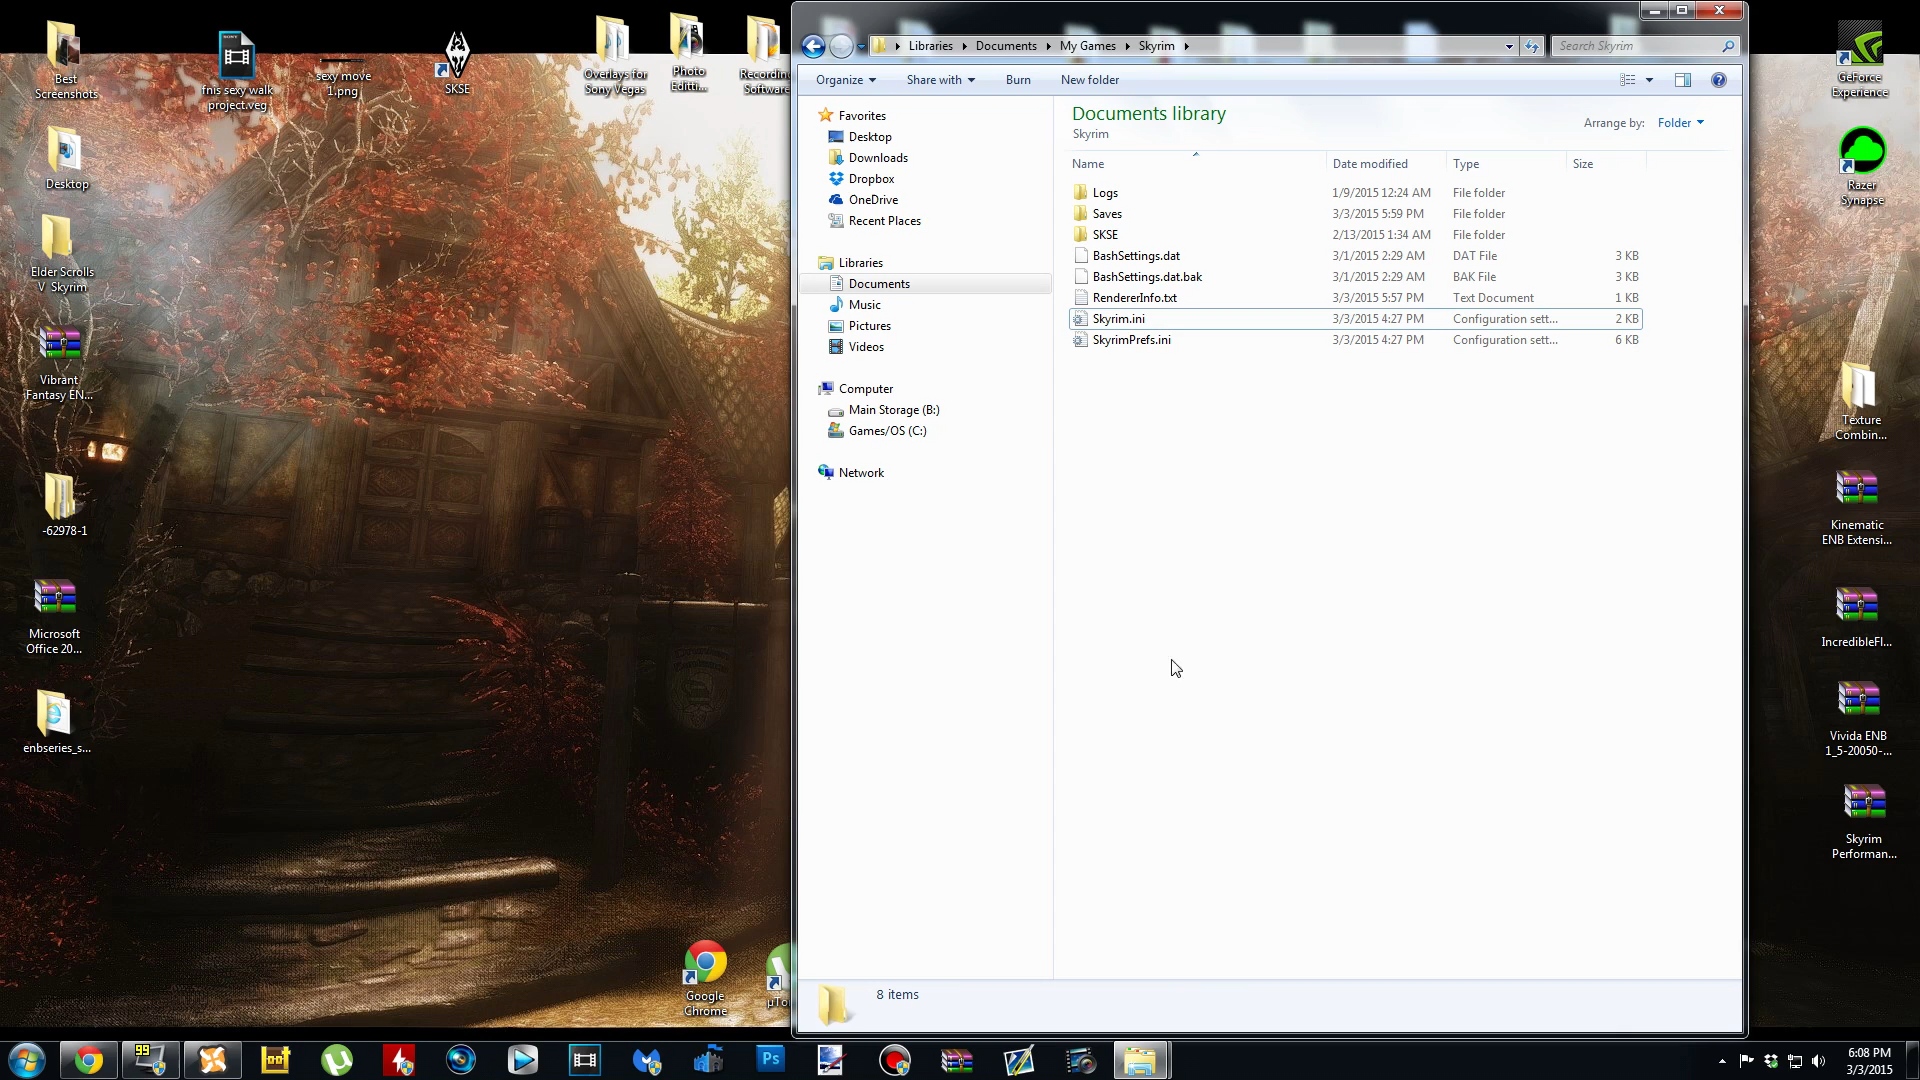 Best
Screenshots
SONY
fnis sexy walk
project.veg
sexy move
1.png
SKSE
Overlays for
Sony Vegas
Photo
Editti...
Recording
Software
Desktop
Elder Scrolls
V Skyrim
Vibrant
Fantasy EN...
-62978-1
Microsoft
Office 20...
enbseries_s...
Google
Chrome
µTo
Libraries
Documents
My Games
Skyrim
Search Skyrim
Organize
Share with
Burn
New folder
Favorites
Desktop
Downloads
Dropbox
OneDrive
Recent Places
Libraries
Documents
Music
Pictures
Videos
Computer
Main Storage (B:)
Games/OS (C:)
Network
Documents library
Skyrim
Arrange by: Folder
Name Date modified Type Size
Logs 1/9/2015 12:24 AM File folder
Saves 3/3/2015 5:59 PM File folder
SKSE 2/13/2015 1:34 AM File folder
BashSettings.dat 3/1/2015 2:29 AM DAT File 3 KB
BashSettings.dat.bak 3/1/2015 2:29 AM BAK File 3 KB
RendererInfo.txt 3/3/2015 5:57 PM Text Document 1 KB
Skyrim.ini 3/3/2015 4:27 PM Configuration sett... 2 KB
SkyrimPrefs.ini 3/3/2015 4:27 PM Configuration sett... 6 KB
8 items
GeForce
Experience
Razer
Synapse
Texture
Combin...
Kinematic
ENB Extensi...
IncredibleFl...
Vivida ENB
1_5-20050-...
Skyrim
Performan...
99
Ps
6:08 PM
3/3/2015